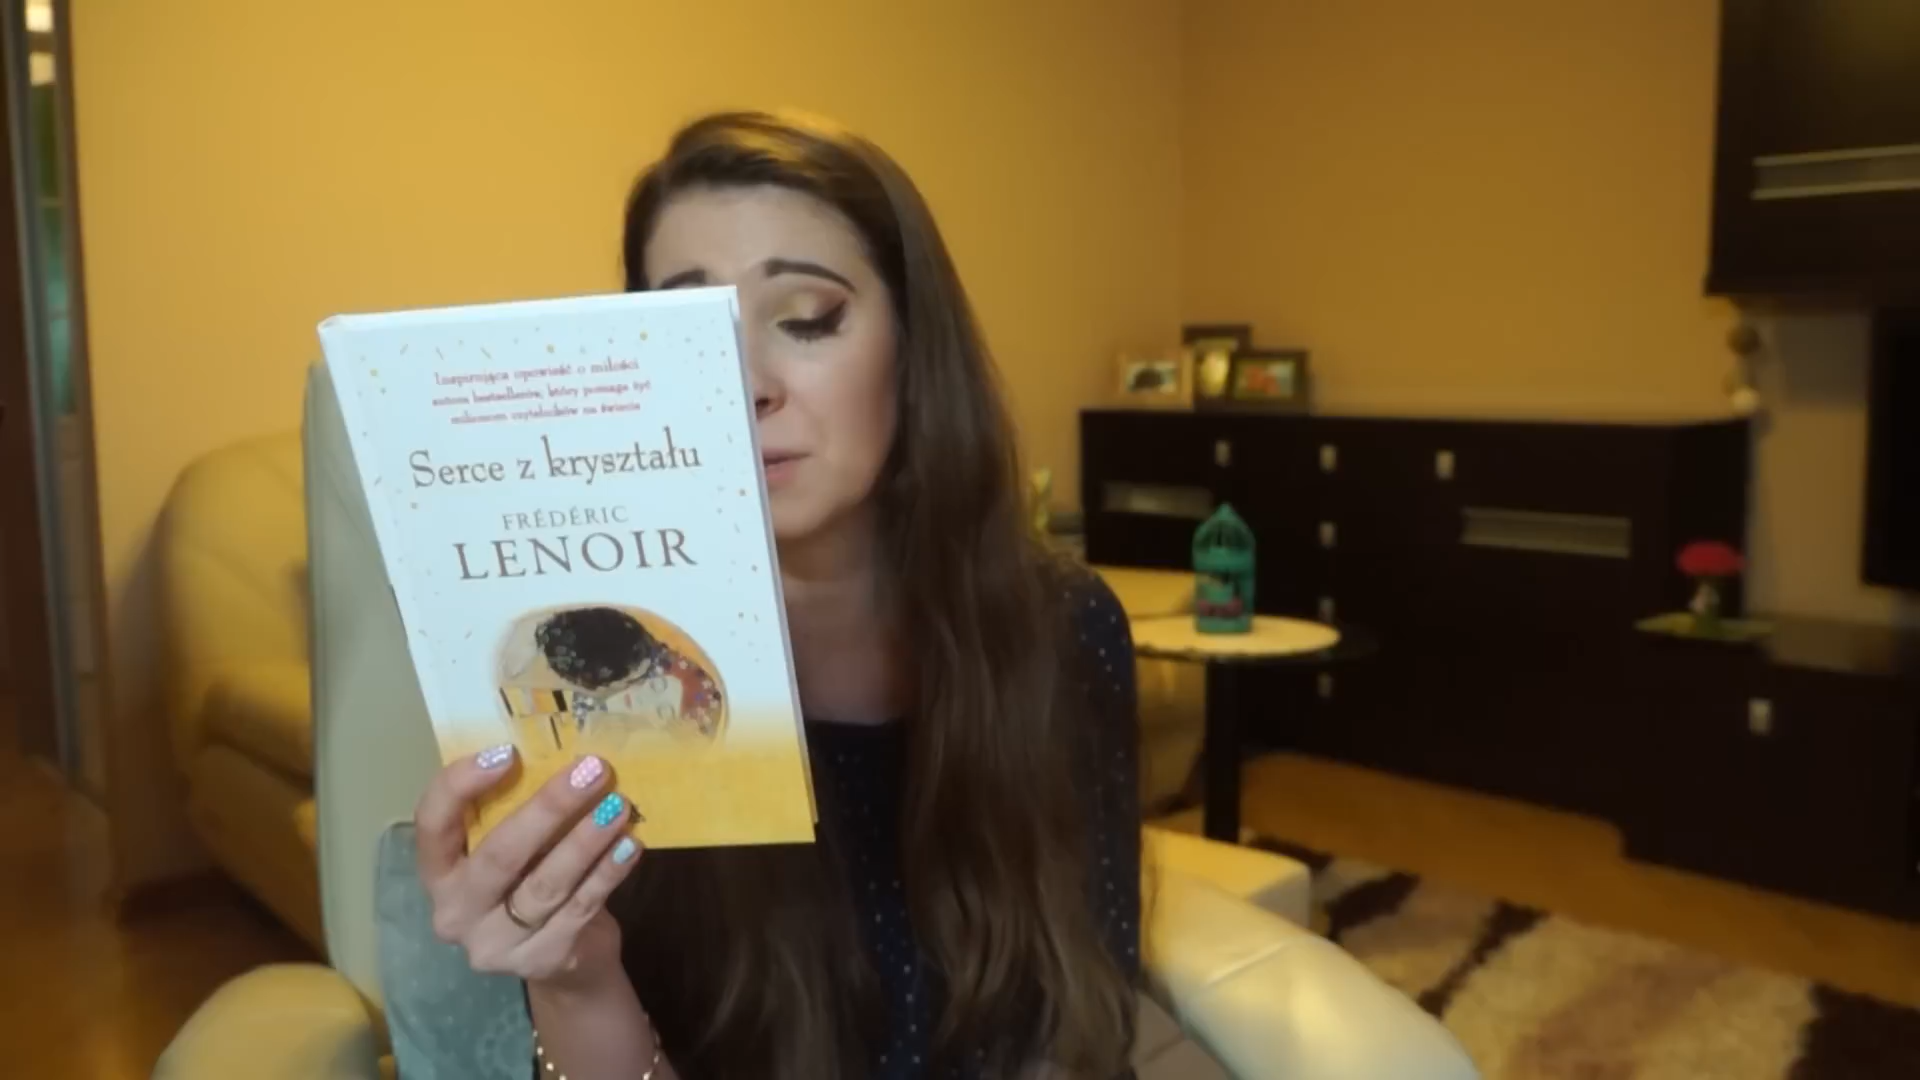 Inspirująca opowieść o miłości
autora bestsellerów, który pomaga żyć
milionom czytelników na świecie
Serce z kryształu
FRÉDÉRIC
LENOIR